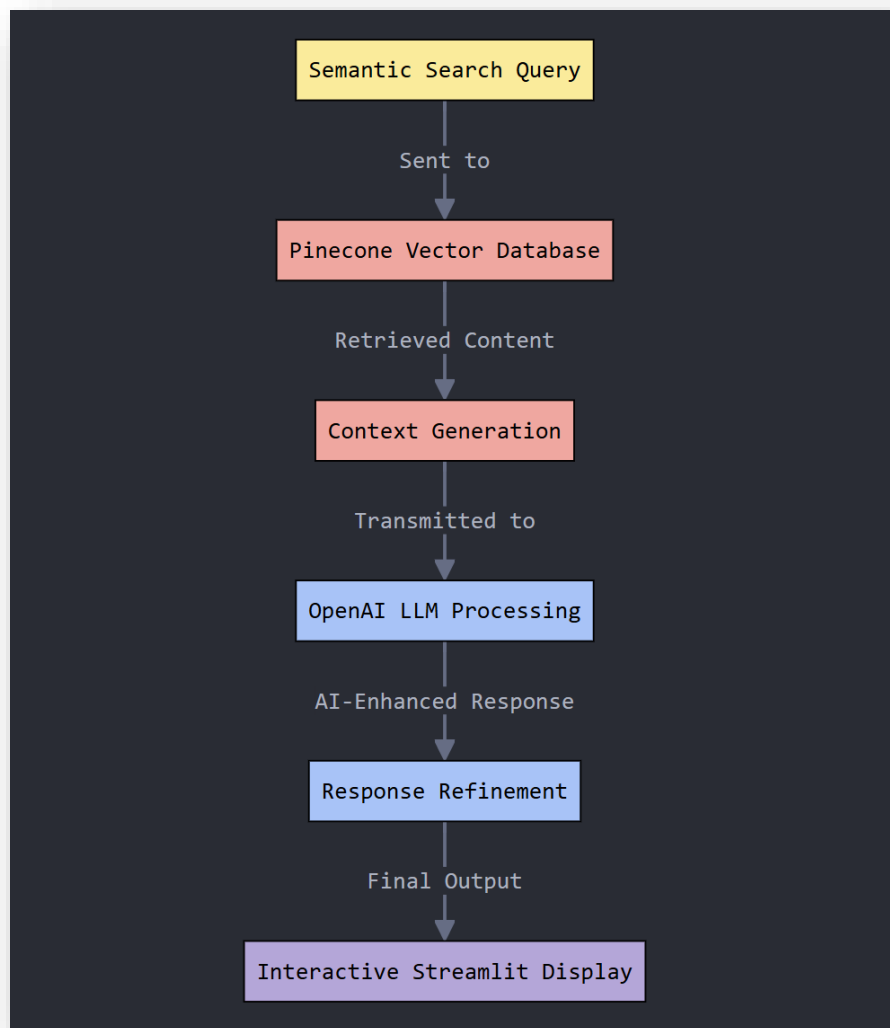 Semantic Search Query
Sent to
Pinecone Vector Database
Retrieved Content
Context Generation
Transmitted to
OpenAI LLM Processing
AI-Enhanced Response
Response Refinement
Final Output
Interactive Streamlit Display